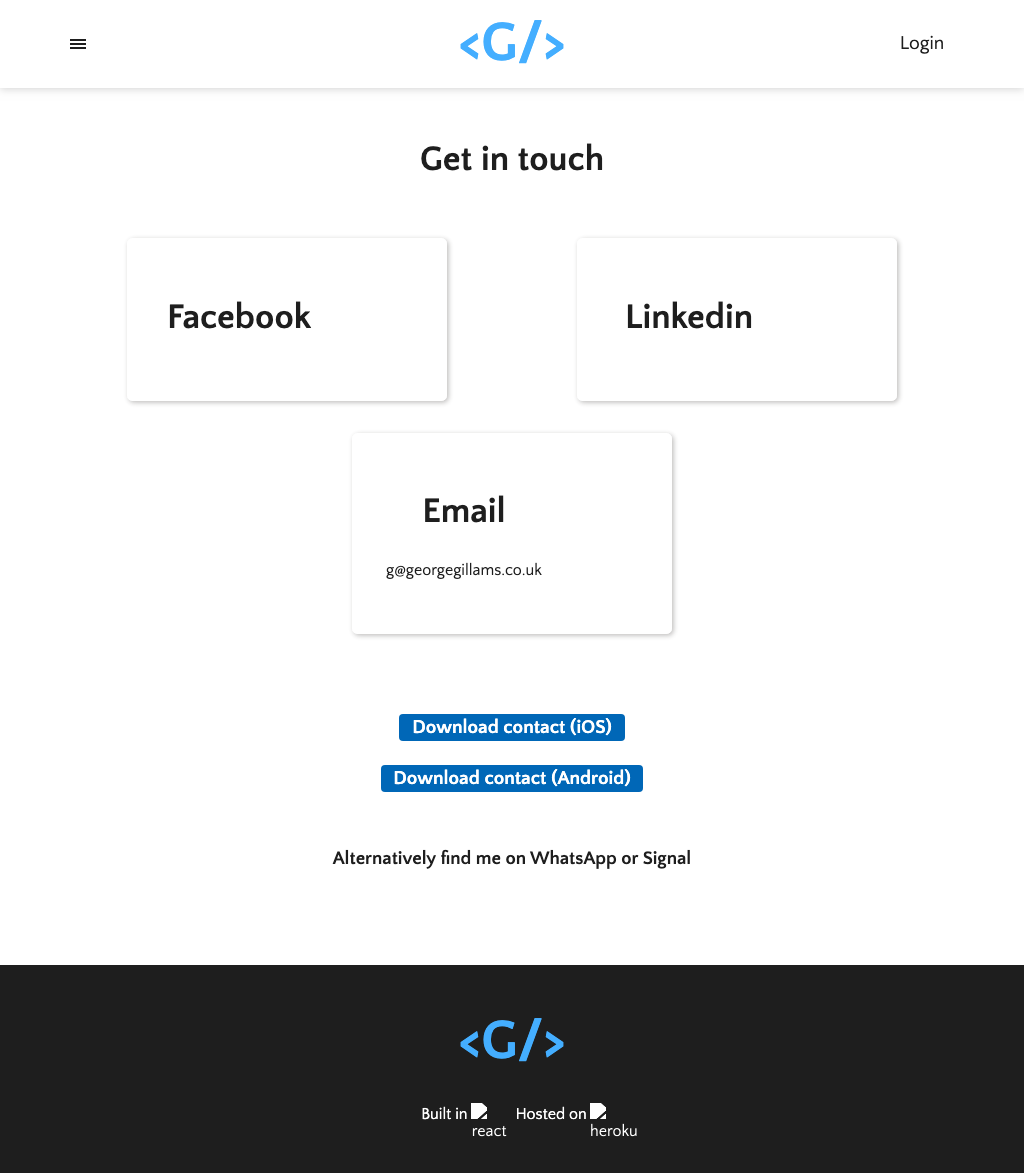 <G/>
Login
Get in touch
Facebook
Linkedin
Email
g@georgegillams.co.uk
Download contact (iOS)
Download contact (Android)
Alternatively find me on WhatsApp or Signal
<G/>
Built in react Hosted on heroku